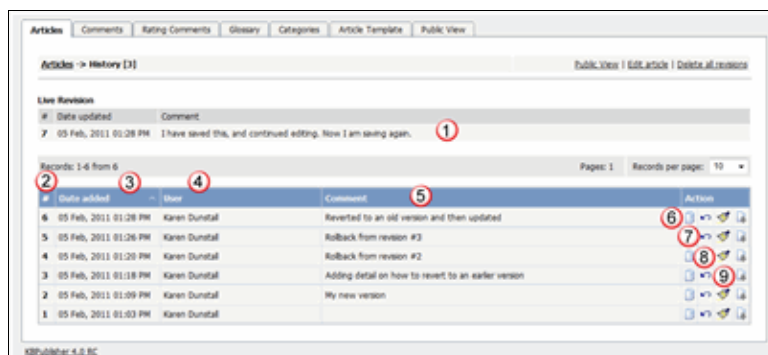 Articles Comments Rating Comments Glossary Categories Article Template Public View
Articles -> History [3] Public View | Edit article | Delete all revisions
Live Revision
# Date updated Comment
7 05 Feb, 2011 01:28 PM I have saved this, and continued editing. Now I am saving again. 1
Records: 1-6 from 6 Pages: 1 Records per page: 10
2 3 4 5
# Date added User Comment Action
6 05 Feb, 2011 01:28 PM Karen Dunstall Reverted to an old version and then updated 6
5 05 Feb, 2011 01:26 PM Karen Dunstall Rollback from revision #3 7
4 05 Feb, 2011 01:20 PM Karen Dunstall Rollback from revision #2 8
3 05 Feb, 2011 01:18 PM Karen Dunstall Adding detail on how to revert to an earlier version 9
2 05 Feb, 2011 01:09 PM Karen Dunstall My new version
1 05 Feb, 2011 01:03 PM Karen Dunstall
KBPublisher 4.0 RC